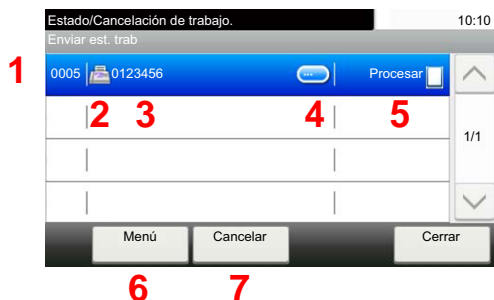 Estado/Cancelación de trabajo. 10:10
Enviar est. trab
1 0005 0123456 ... Procesar
2 3 4 5
1/1
Menú Cancelar Cerrar
6 7